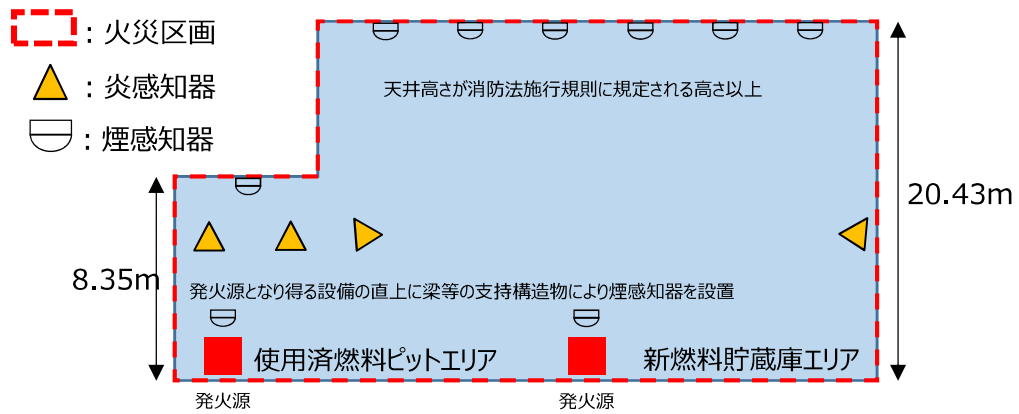 ：火災区画
：炎感知器
：煙感知器
天井高さが消防法施行規則に規定される高さ以上
20.43m
8.35m
発火源となり得る設備の直上に梁等の支持構造物により煙感知器を設置
使用済燃料ピットエリア
新燃料貯蔵庫エリア
発火源
発火源